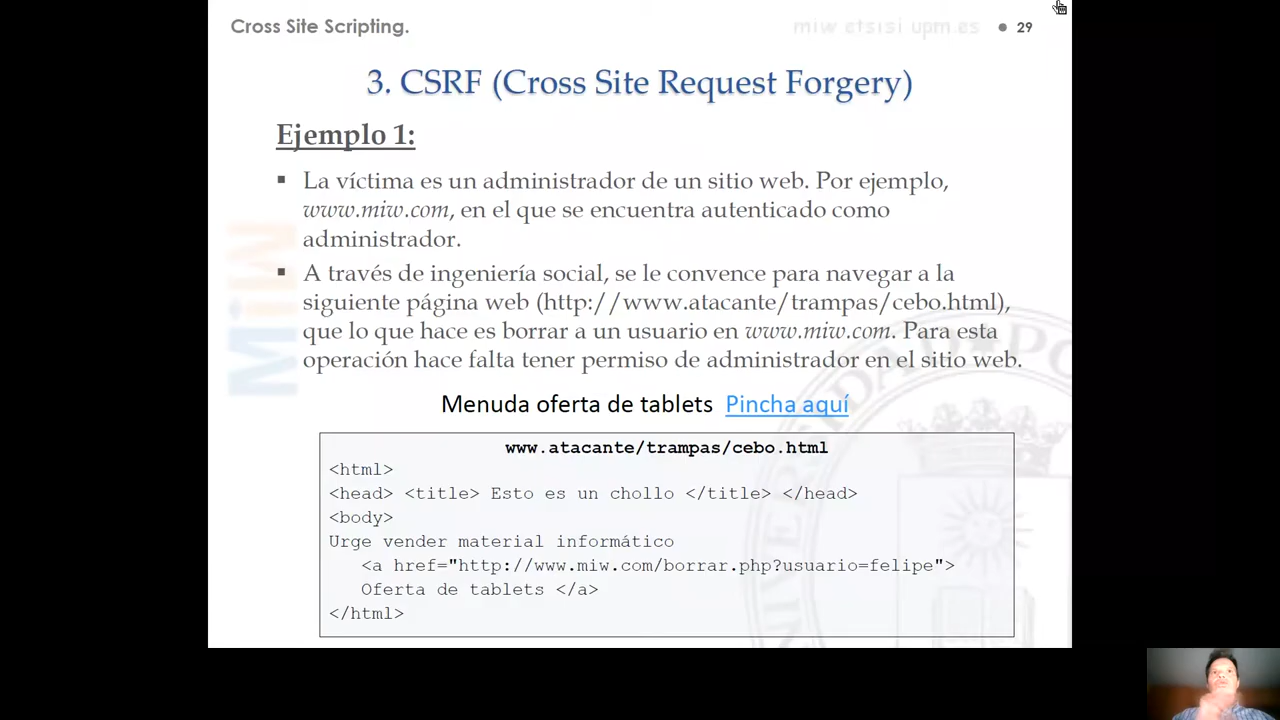 Cross Site Scripting.
miw etsisi upm.es
29
3. CSRF (Cross Site Request Forgery)
Ejemplo 1:
▪ La víctima es un administrador de un sitio web. Por ejemplo,
www.miw.com, en el que se encuentra autenticado como
administrador.
▪ A través de ingeniería social, se le convence para navegar a la
siguiente página web (http://www.atacante/trampas/cebo.html),
que lo que hace es borrar a un usuario en www.miw.com. Para esta
operación hace falta tener permiso de administrador en el sitio web.
MiW
Menuda oferta de tablets Pincha aquí
www.atacante/trampas/cebo.html
<html>
<head> <title> Esto es un chollo </title> </head>
<body>
Urge vender material informático
<a href="http://www.miw.com/borrar.php?usuario=felipe">
Oferta de tablets </a>
</html>